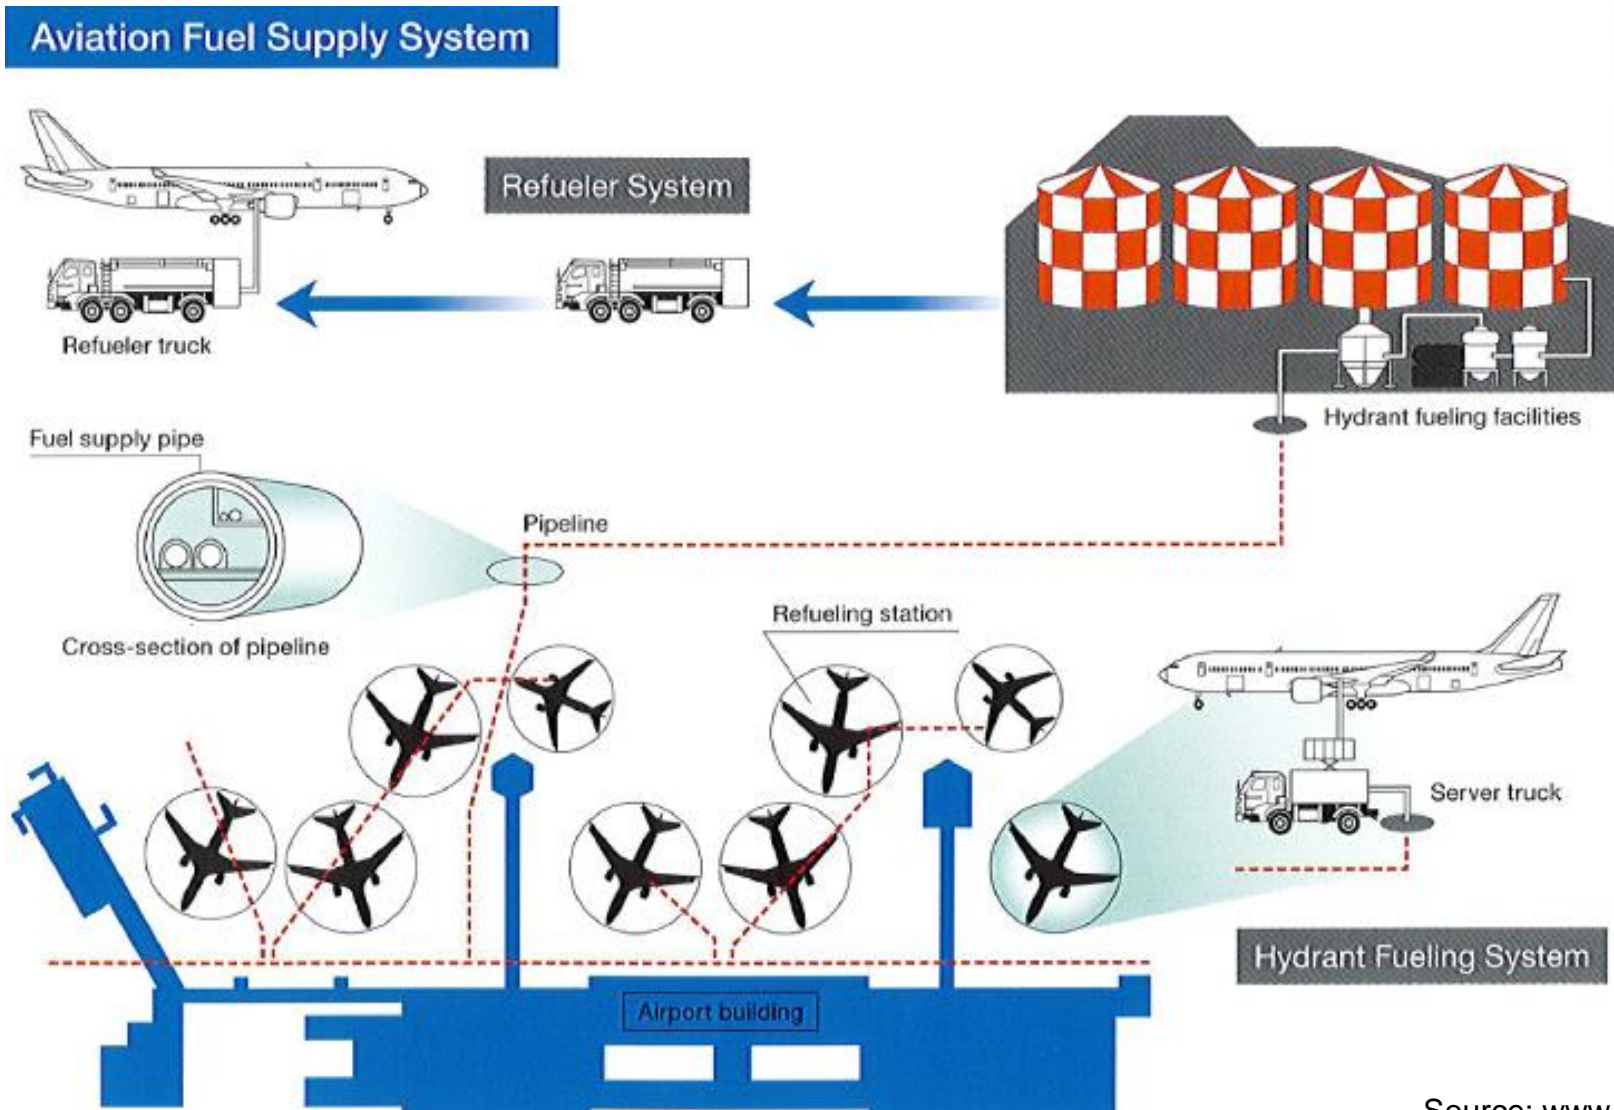 Aviation Fuel Supply System
Refueler System
Refueler truck
Hydrant fueling facilities
Fuel supply pipe
Pipeline
Cross-section of pipeline
Refueling station
Server truck
Hydrant Fueling System
Airport building
Source: www